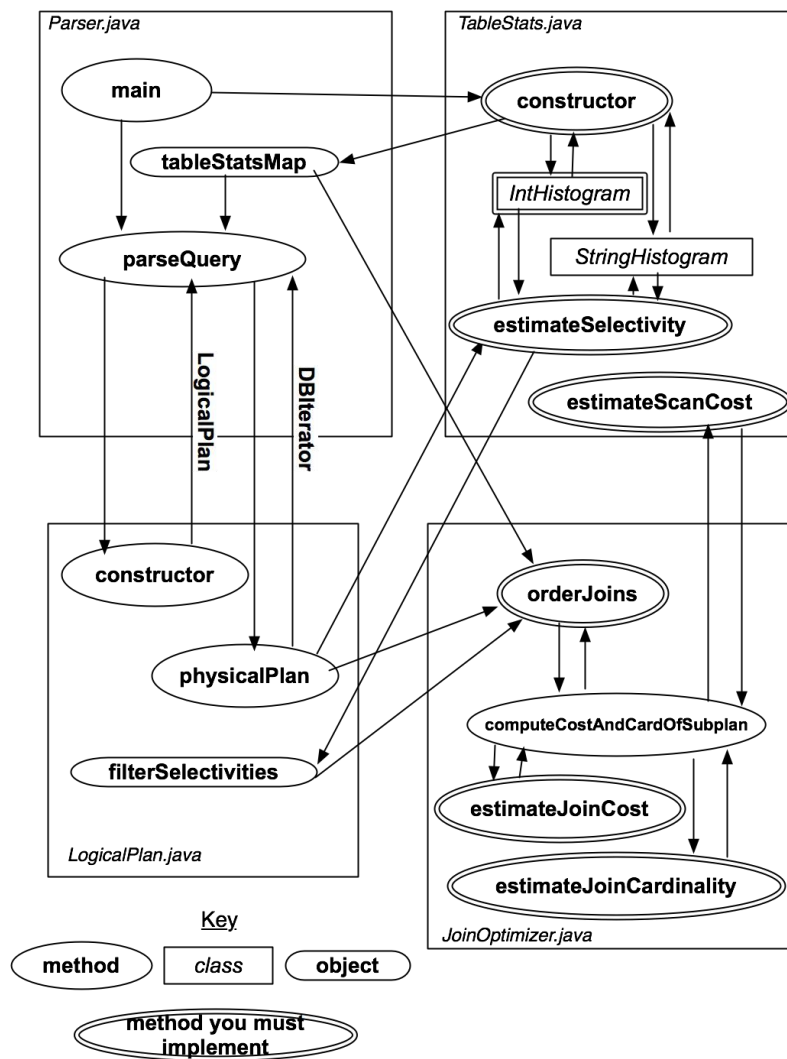 Parser.java
main
tableStatsMap
parseQuery
LogicalPlan
DBIterator
TableStats.java
constructor
IntHistogram
StringHistogram
estimateSelectivity
estimateScanCost
constructor
physicalPlan
filterSelectivities
LogicalPlan.java
orderJoins
computeCostAndCardOfSubplan
estimateJoinCost
estimateJoinCardinality
JoinOptimizer.java
Key
method
class
object
method you must
implement